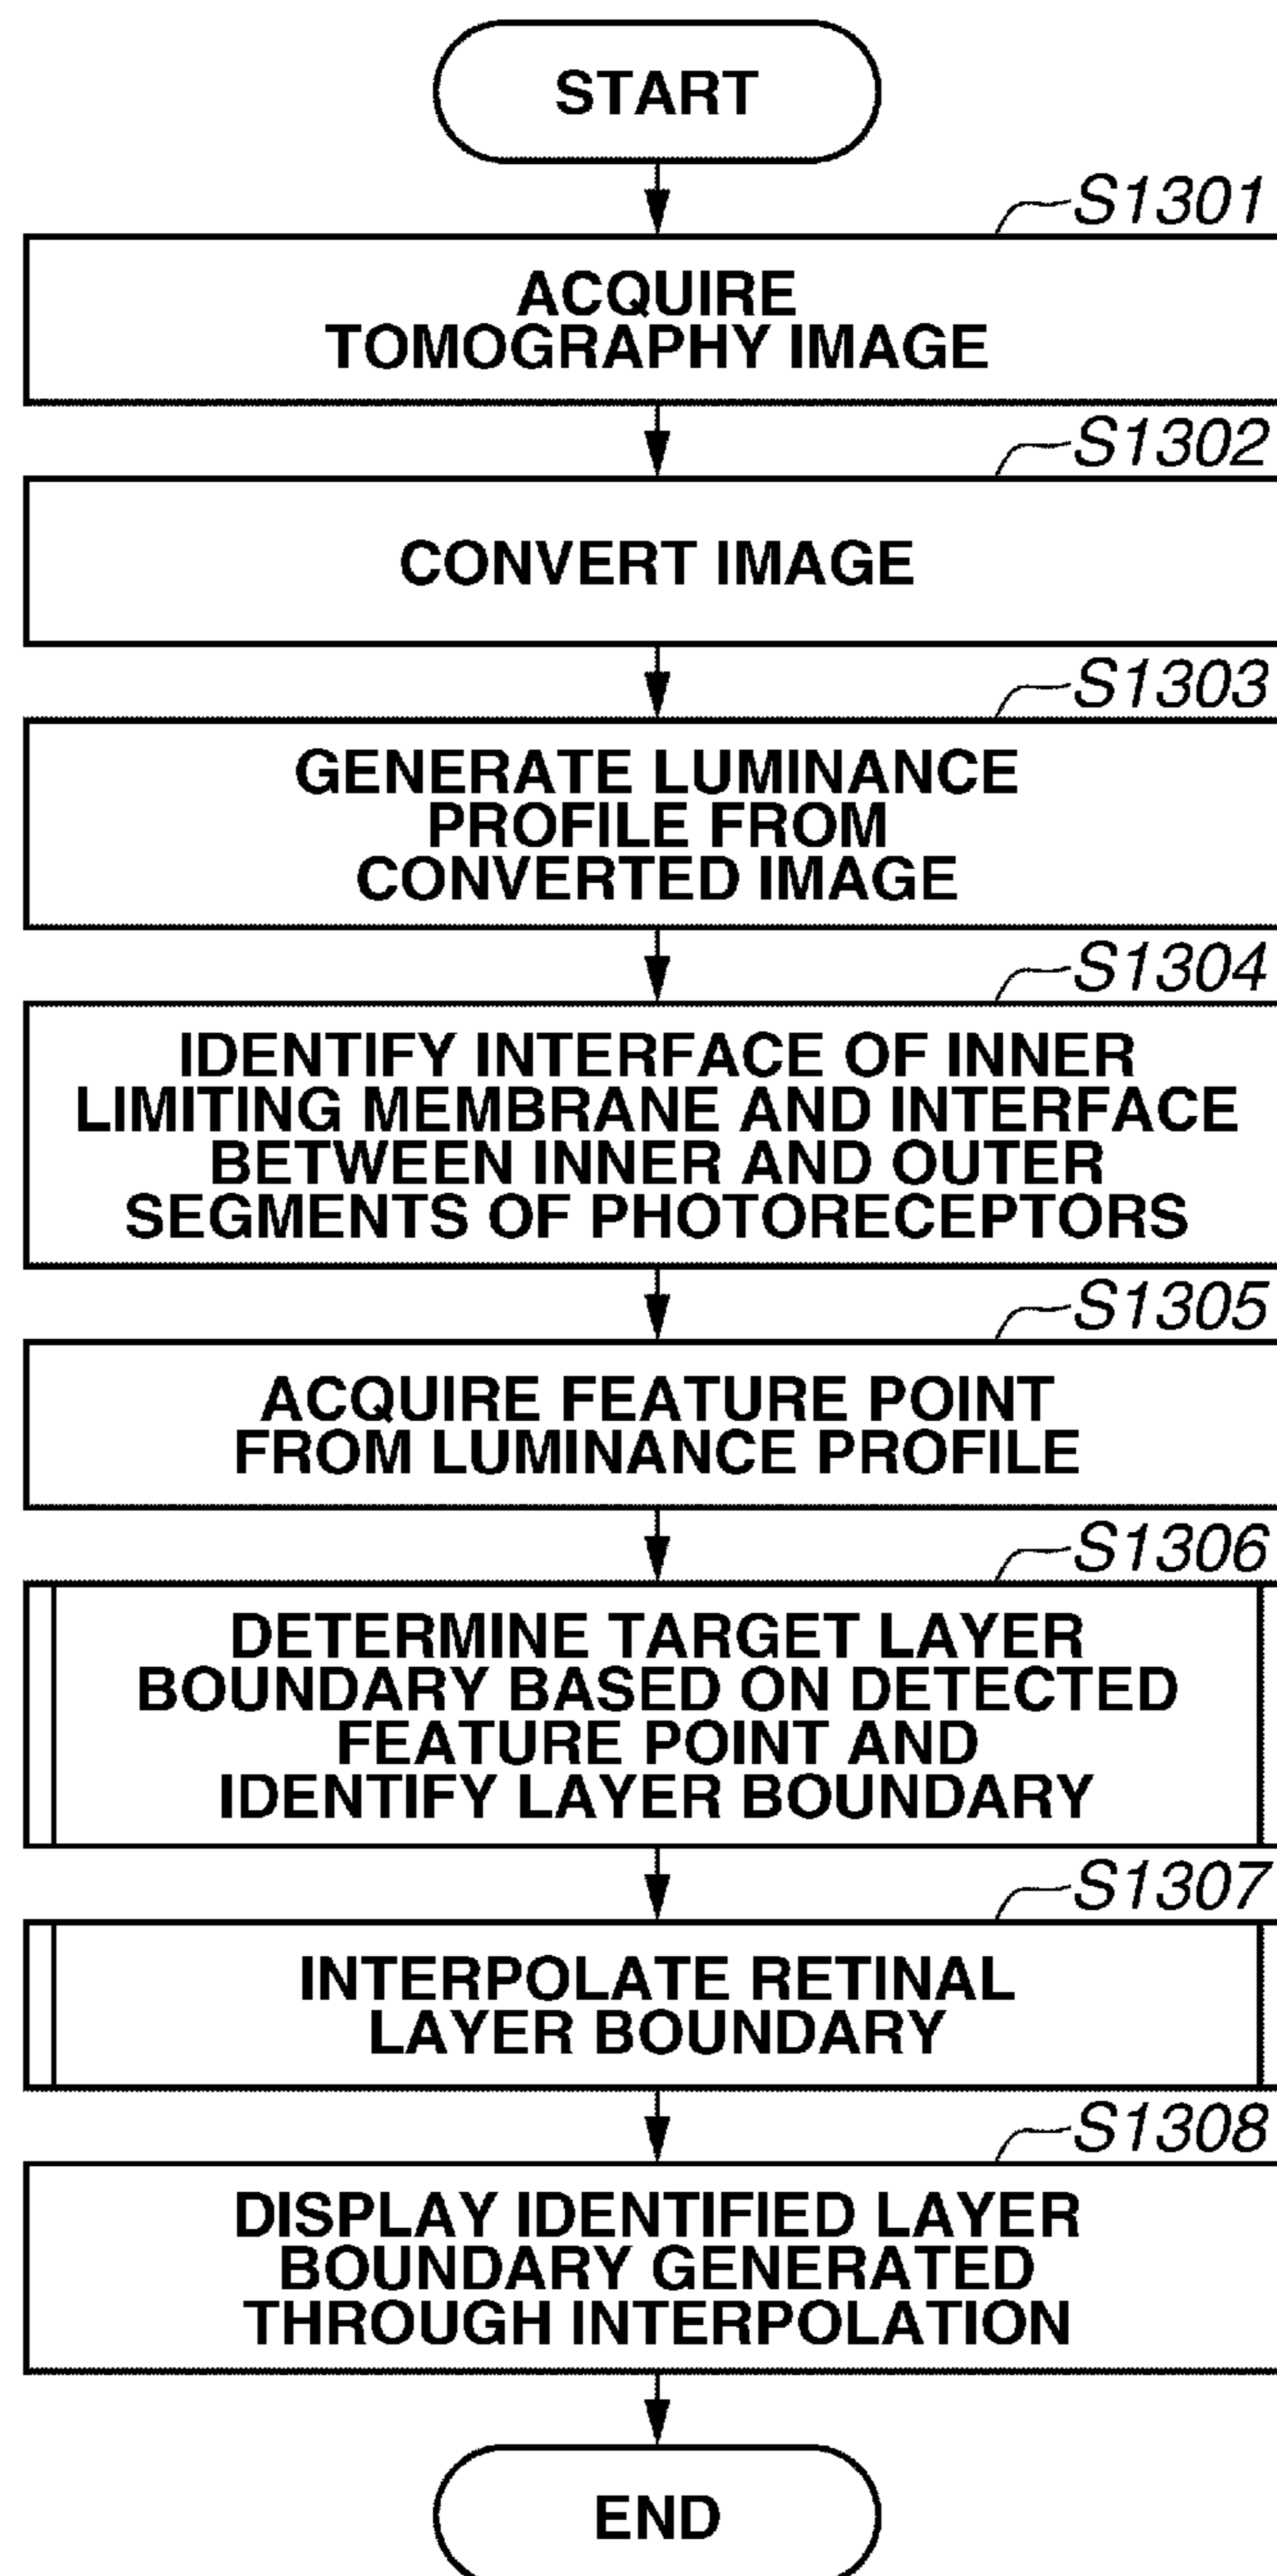 START
S1301
ACQUIRE
TOMOGRAPHY IMAGE
S1302
CONVERT IMAGE
S1303
GENERATE LUMINANCE
PROFILE FROM
CONVERTED IMAGE
S1304
IDENTIFY INTERFACE OF INNER
LIMITING MEMBRANE AND INTERFACE
BETWEEN INNER AND OUTER
SEGMENTS OF PHOTORECEPTORS
S1305
ACQUIRE FEATURE POINT
FROM LUMINANCE PROFILE
S1306
DETERMINE TARGET LAYER
BOUNDARY BASED ON DETECTED
FEATURE POINT AND
IDENTIFY LAYER BOUNDARY
S1307
INTERPOLATE RETINAL
LAYER BOUNDARY
S1308
DISPLAY IDENTIFIED LAYER
BOUNDARY GENERATED
THROUGH INTERPOLATION
END